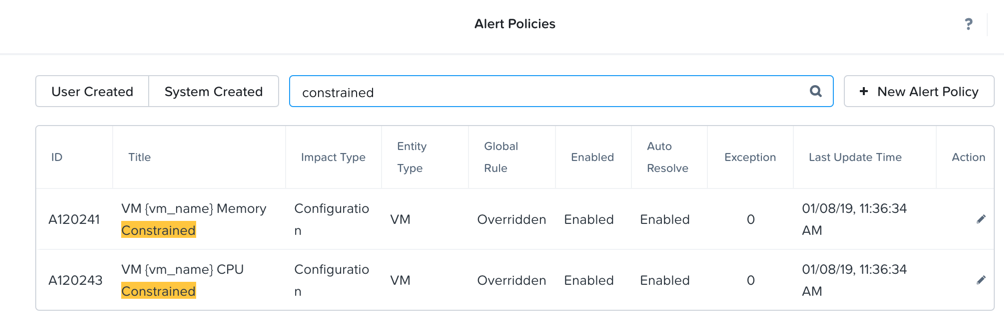 Alert Policies
?
User Created System Created constrained + New Alert Policy
ID Title Impact Type Entity Type Global Rule Enabled Auto Resolve Exception Last Update Time Action
A120241 VM {vm_name} Memory Constrained Configuratio n VM Overridden Enabled Enabled 0 01/08/19, 11:36:34 AM
A120243 VM {vm_name} CPU Constrained Configuratio n VM Overridden Enabled Enabled 0 01/08/19, 11:36:34 AM